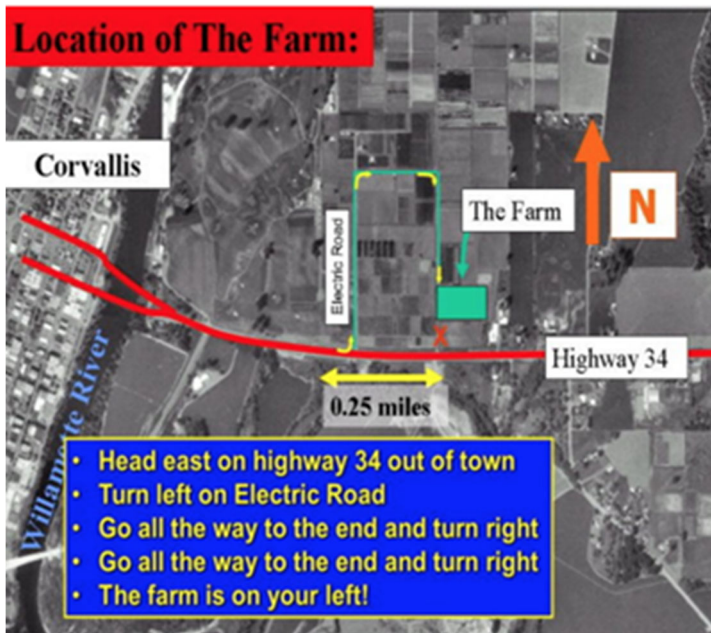 Location of The Farm:
Corvallis
The Farm
N
Electric Road
Highway 34
0.25 miles
Willamette River
• Head east on highway 34 out of town
• Turn left on Electric Road
• Go all the way to the end and turn right
• Go all the way to the end and turn right
• The farm is on your left!
X